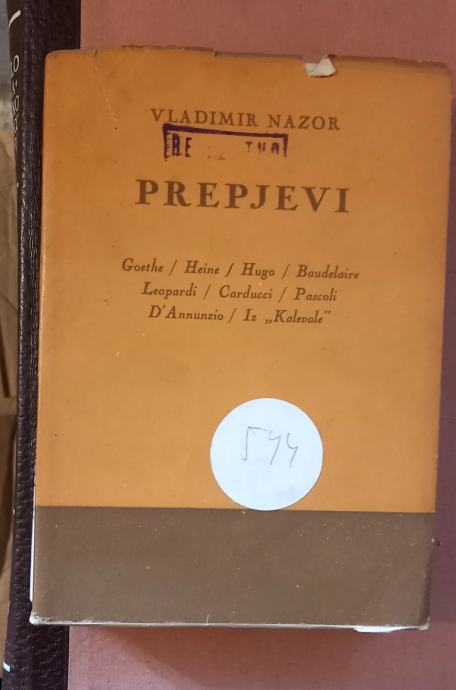 VLADIMIR NAZOR
PREPJEVI
Goethe / Heine / Hugo / Baudelaire
Leopardi / Carducci / Pascoli
D'Annunzio / Iz „Kalevale”
544